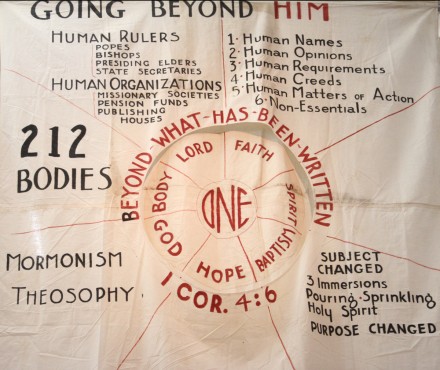 GOING BEYOND HIM
HUMAN RULERS
POPES
BISHOPS
PRESIDING ELDERS
STATE SECRETARIES
HUMAN ORGANIZATIONS
MISSIONARY SOCIETIES
PENSION FUNDS
PUBLISHING
HOUSES
1. Human Names
2. Human Opinions
3. Human Requirements
4. Human Creeds
5. Human Matters of Action
6. Non-Essentials
212
BODIES
BEYOND-WHAT-HAS-BEEN-WRITTEN
LORD
FAITH
BODY
SPIRIT
ONE
GOD
HOPE
BAPTISM
I COR. 4:6
MORMONISM
THEOSOPHY
SUBJECT
CHANGED
3 Immersions
Pouring-Sprinkling
Holy Spirit
PURPOSE CHANGED